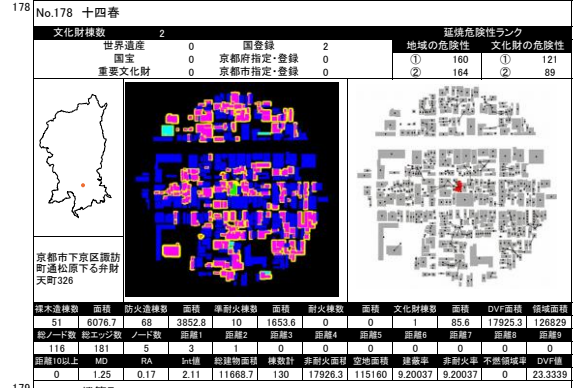 178
No.178 十四春
文化財棟数 2 延焼危険性ランク
世界遺産 0 国登録 2 地域の危険性 文化財の危険性
国宝 0 京都府指定・登録 0 ① 160 ① 121
重要文化財 0 京都市指定・登録 0 ② 164 ② 89
京都市下京区諏訪
町通松原下る弁財
天町326
裸木造棟数 面積 防火造棟数 面積 準耐火棟数 面積 耐火棟数 面積 文化財棟数 面積 DVF面積 領域面積
51 6076.7 68 3852.8 10 1653.6 0 0 1 85.6 17925.3 126829
総ノード数 総エッジ数 ノード数 距離1 距離2 距離3 距離4 距離5 距離6 距離7 距離8 距離9
116 181 5 3 1 0 0 0 0 0 0 0
距離10以上 MD RA Int値 総建物面積 棟数計 非耐火面積 空地面積 建蔽率 非耐火率 不燃領域率 DVF値
0 1.25 0.17 2.11 11668.7 130 17926.3 115160 9.20037 9.20037 0 23.3339
179